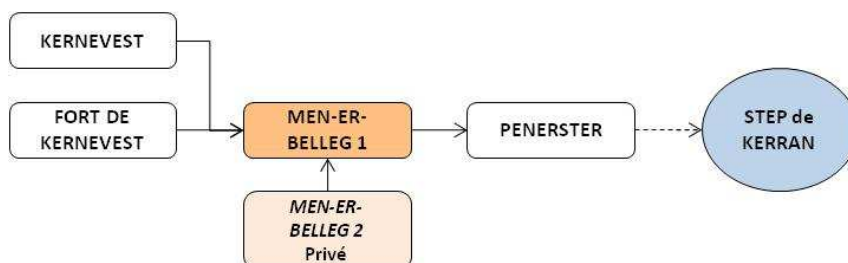 KERNEVEST
FORT DE
KERNEVEST
MEN-ER-
BELLEG 1
PENERSTER
STEP de
KERRAN
MEN-ER-
BELLEG 2
Privé